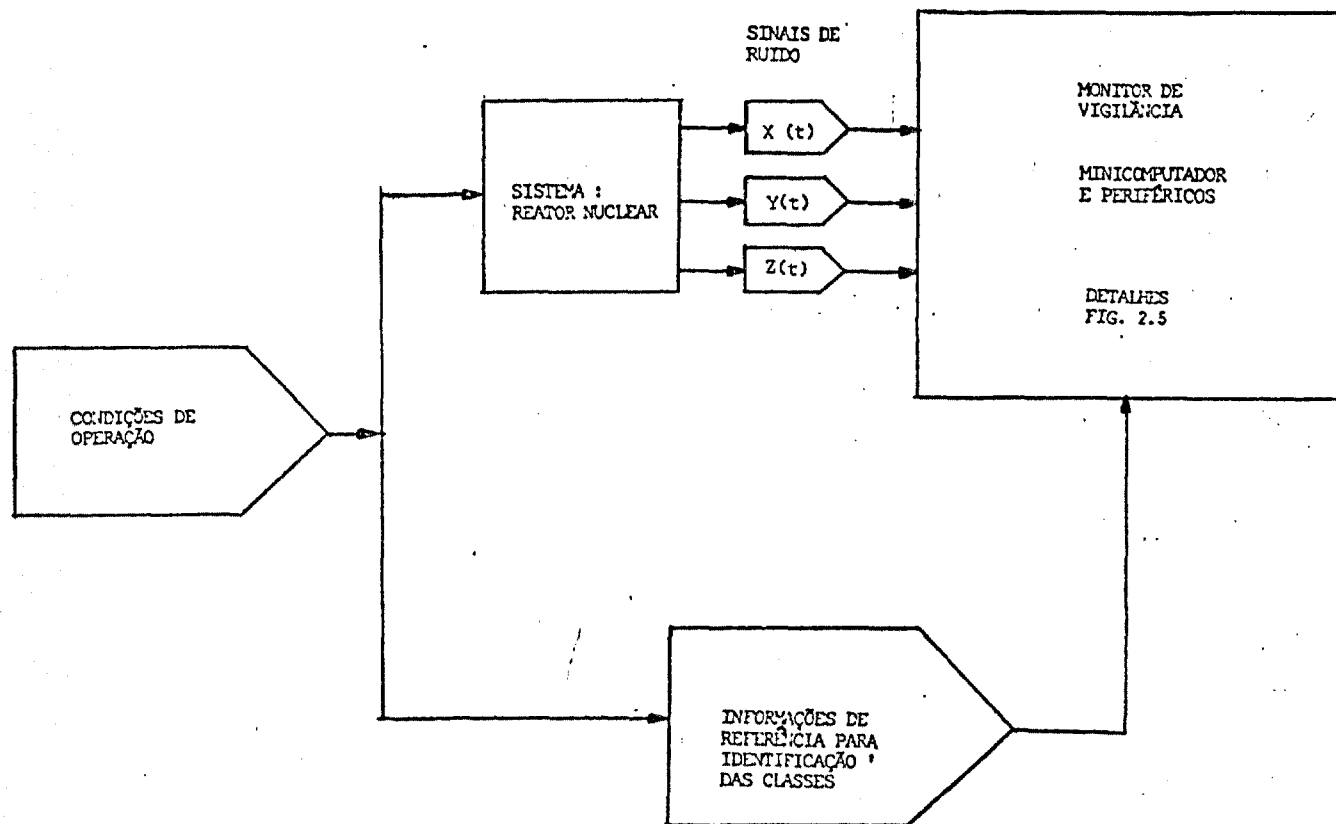 SINAIS DE
RUIDO
MONITOR DE
VIGILÂNCIA
X (t)
MINICOMPUTADOR
E PERIFÉRICOS
SISTEMA :
REATOR NUCLEAR
Y(t)
Z(t)
DETALHES
FIG. 2.5
CONDIÇÕES DE
OPERAÇÃO
INFORMAÇÕES DE
REFERÊNCIA PARA
IDENTIFICAÇÃO '
DAS CLASSES